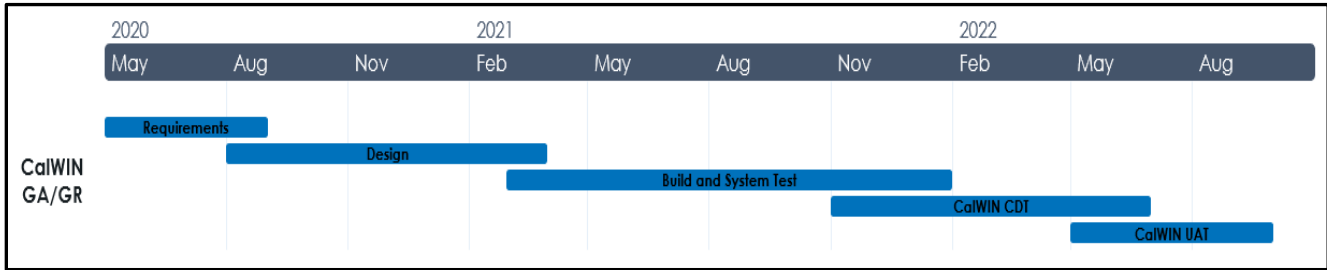 2020 2021 2022
May Aug Nov Feb May Aug Nov Feb May Aug
Requirements
Design
CalWIN
GA/GR
Build and System Test
CalWIN CDT
CalWIN UAT